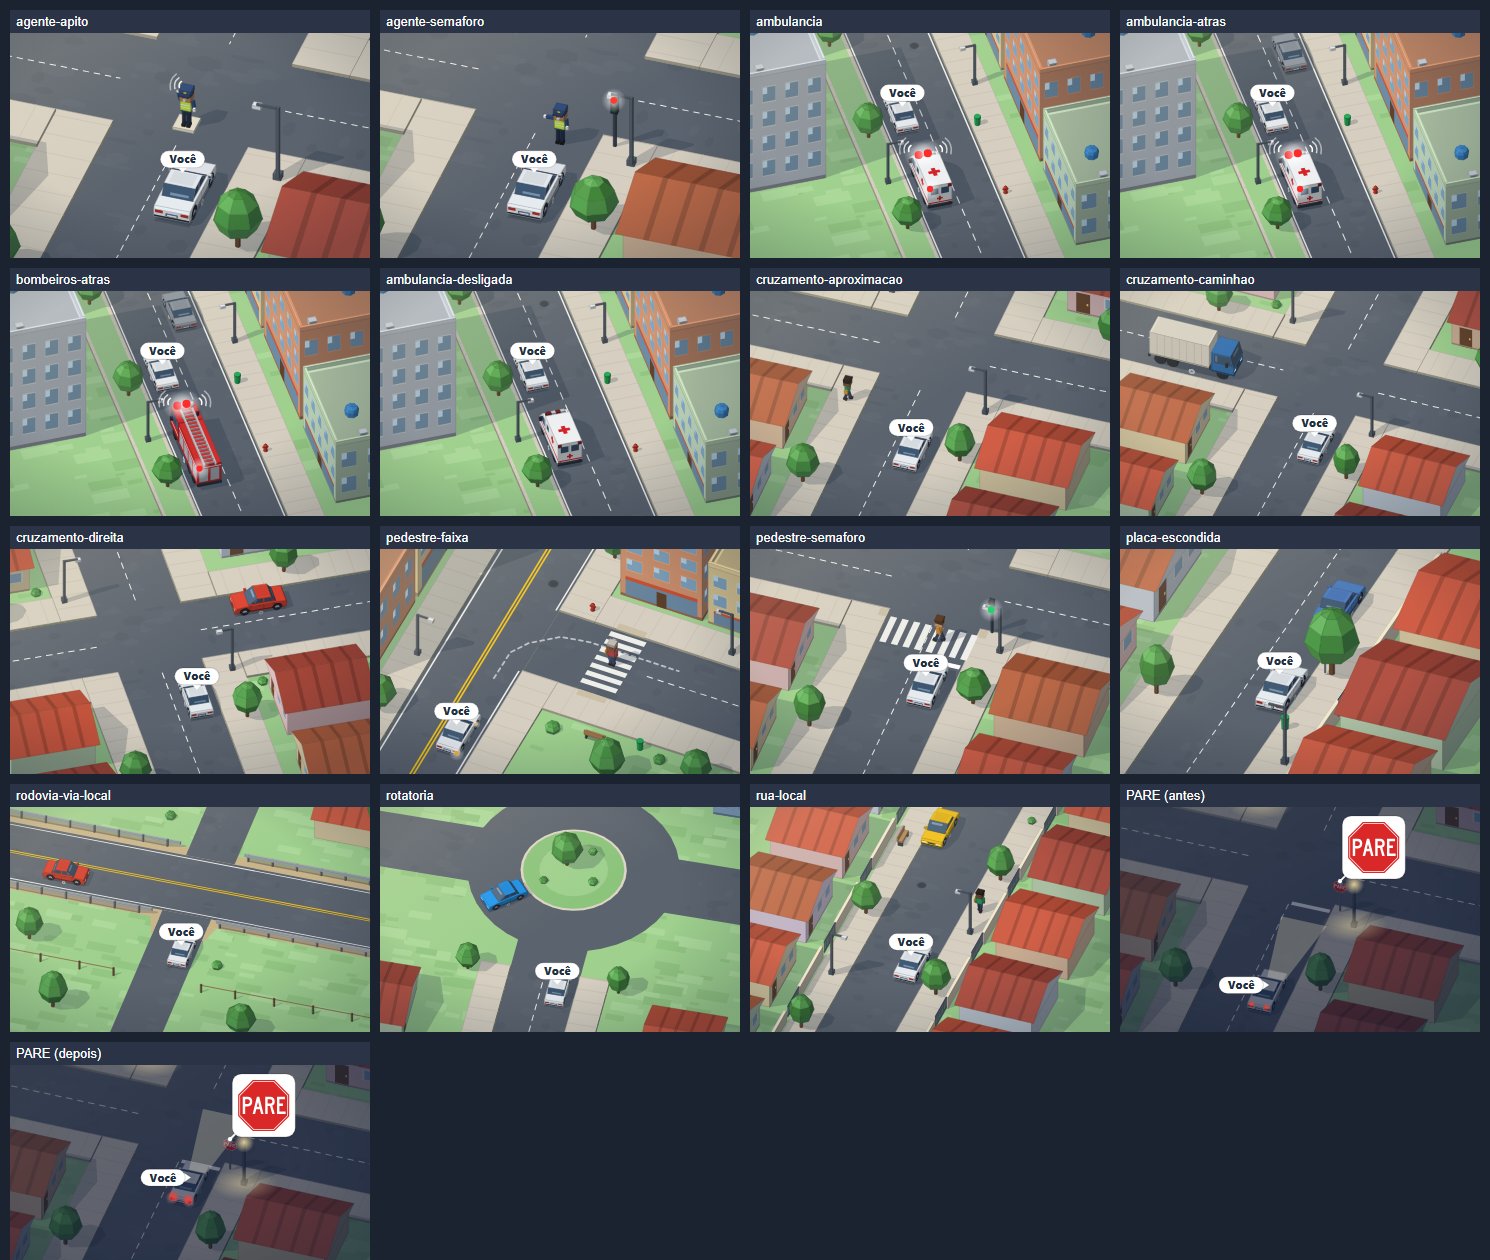 agente-apito
agente-semaforo
ambulancia
ambulancia-atras
Você
Você
Você
Você
bombeiros-atras
ambulancia-desligada
cruzamento-aproximacao
cruzamento-caminhao
Você
Você
Você
Você
cruzamento-direita
pedestre-faixa
pedestre-semaforo
placa-escondida
Você
Você
Você
Você
rodovia-via-local
rotatoria
rua-local
PARE (antes)
PARE
Você
Você
Você
Você
PARE (depois)
PARE
Você